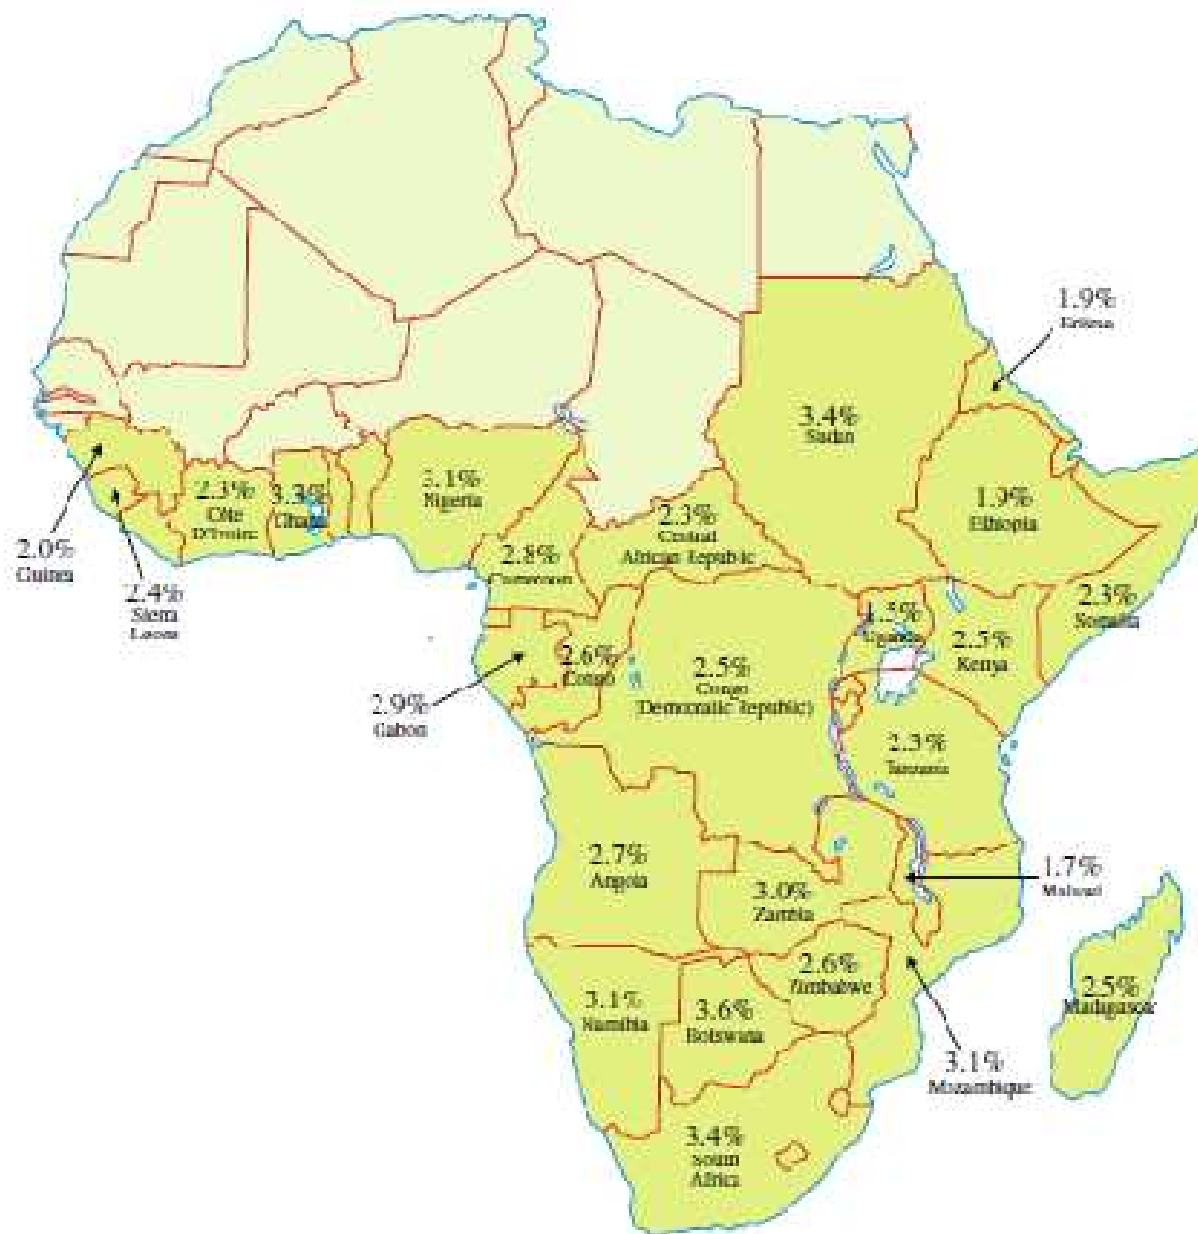 1.9%
Eritrea
3.4%
Sudan
3.1%
Nigeria
2.3%
Côte
D'Ivoire
3.3%
Ghana
1.9%
Ethiopia
2.3%
Central
African Republic
2.0%
Guinea
2.8%
Cameroon
2.4%
Sierra
Leone
1.5%
Uganda
2.3%
Somalia
2.5%
Kenya
2.6%
Congo
2.5%
Congo
(Democratic Republic)
2.9%
Gabon
2.3%
Tanzania
2.7%
Angola
1.7%
Malawi
3.0%
Zambia
2.6%
Zimbabwe
2.5%
Madagascar
3.1%
Namibia
3.6%
Botswana
3.1%
Mozambique
3.4%
South
Africa